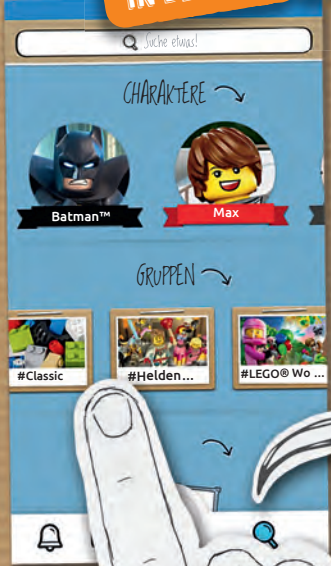 Suche etwas!
CHARAKTERE
Batman™
Max
GRUPPEN
#Classic
#Helden...
#LEGO® Wo ...